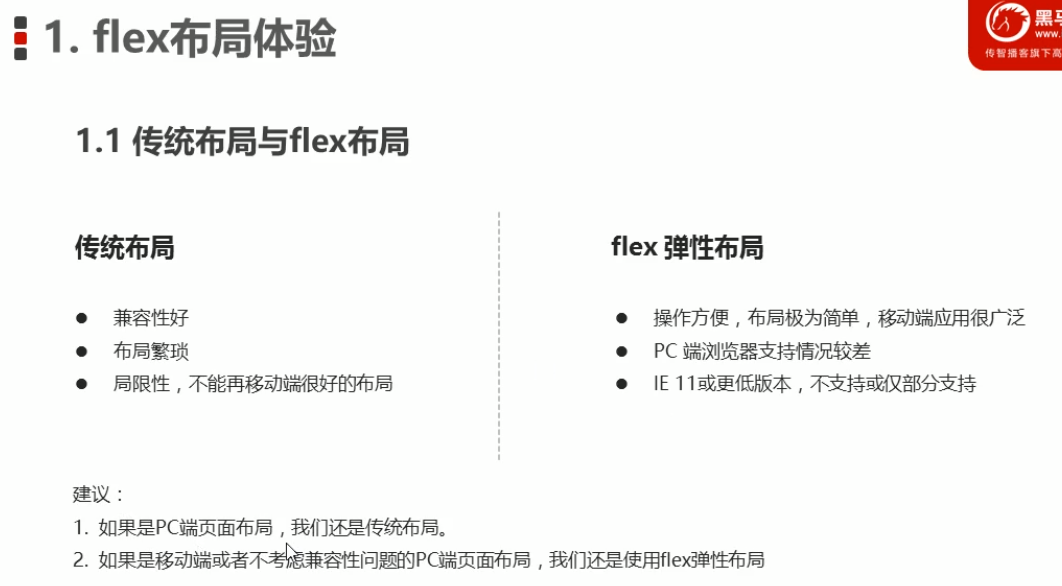 1. flex布局体验
黑马
www.
传智播客旗下高
1.1 传统布局与flex布局
传统布局
兼容性好
布局繁琐
局限性，不能再移动端很好的布局
flex 弹性布局
操作方便，布局极为简单，移动端应用很广泛
PC 端浏览器支持情况较差
IE 11或更低版本，不支持或仅部分支持
建议：
1. 如果是PC端页面布局，我们还是传统布局。
2. 如果是移动端或者不考虑兼容性问题的PC端页面布局，我们还是使用flex弹性布局